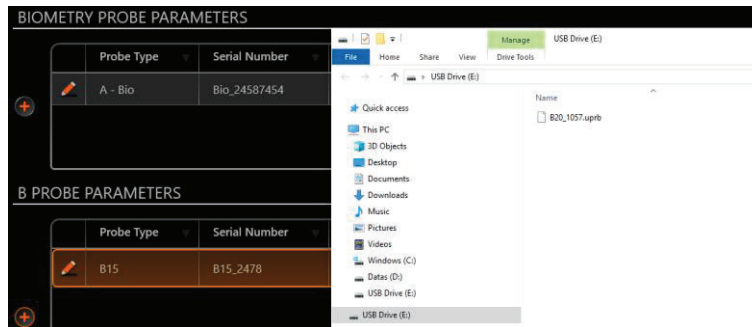 BIOMETRY PROBE PARAMETERS
Probe Type Serial Number
A - Bio Bio_24587454
B PROBE PARAMETERS
Probe Type Serial Number
B15 B15_2478
Manage USB Drive (E:)
File Home Share View Drive Tools
USB Drive (E:)
Name
B20_1057.uprb
Quick access
This PC
3D Objects
Desktop
Documents
Downloads
Music
Pictures
Videos
Windows (C:)
Datas (D:)
USB Drive (E:)
USB Drive (E:)